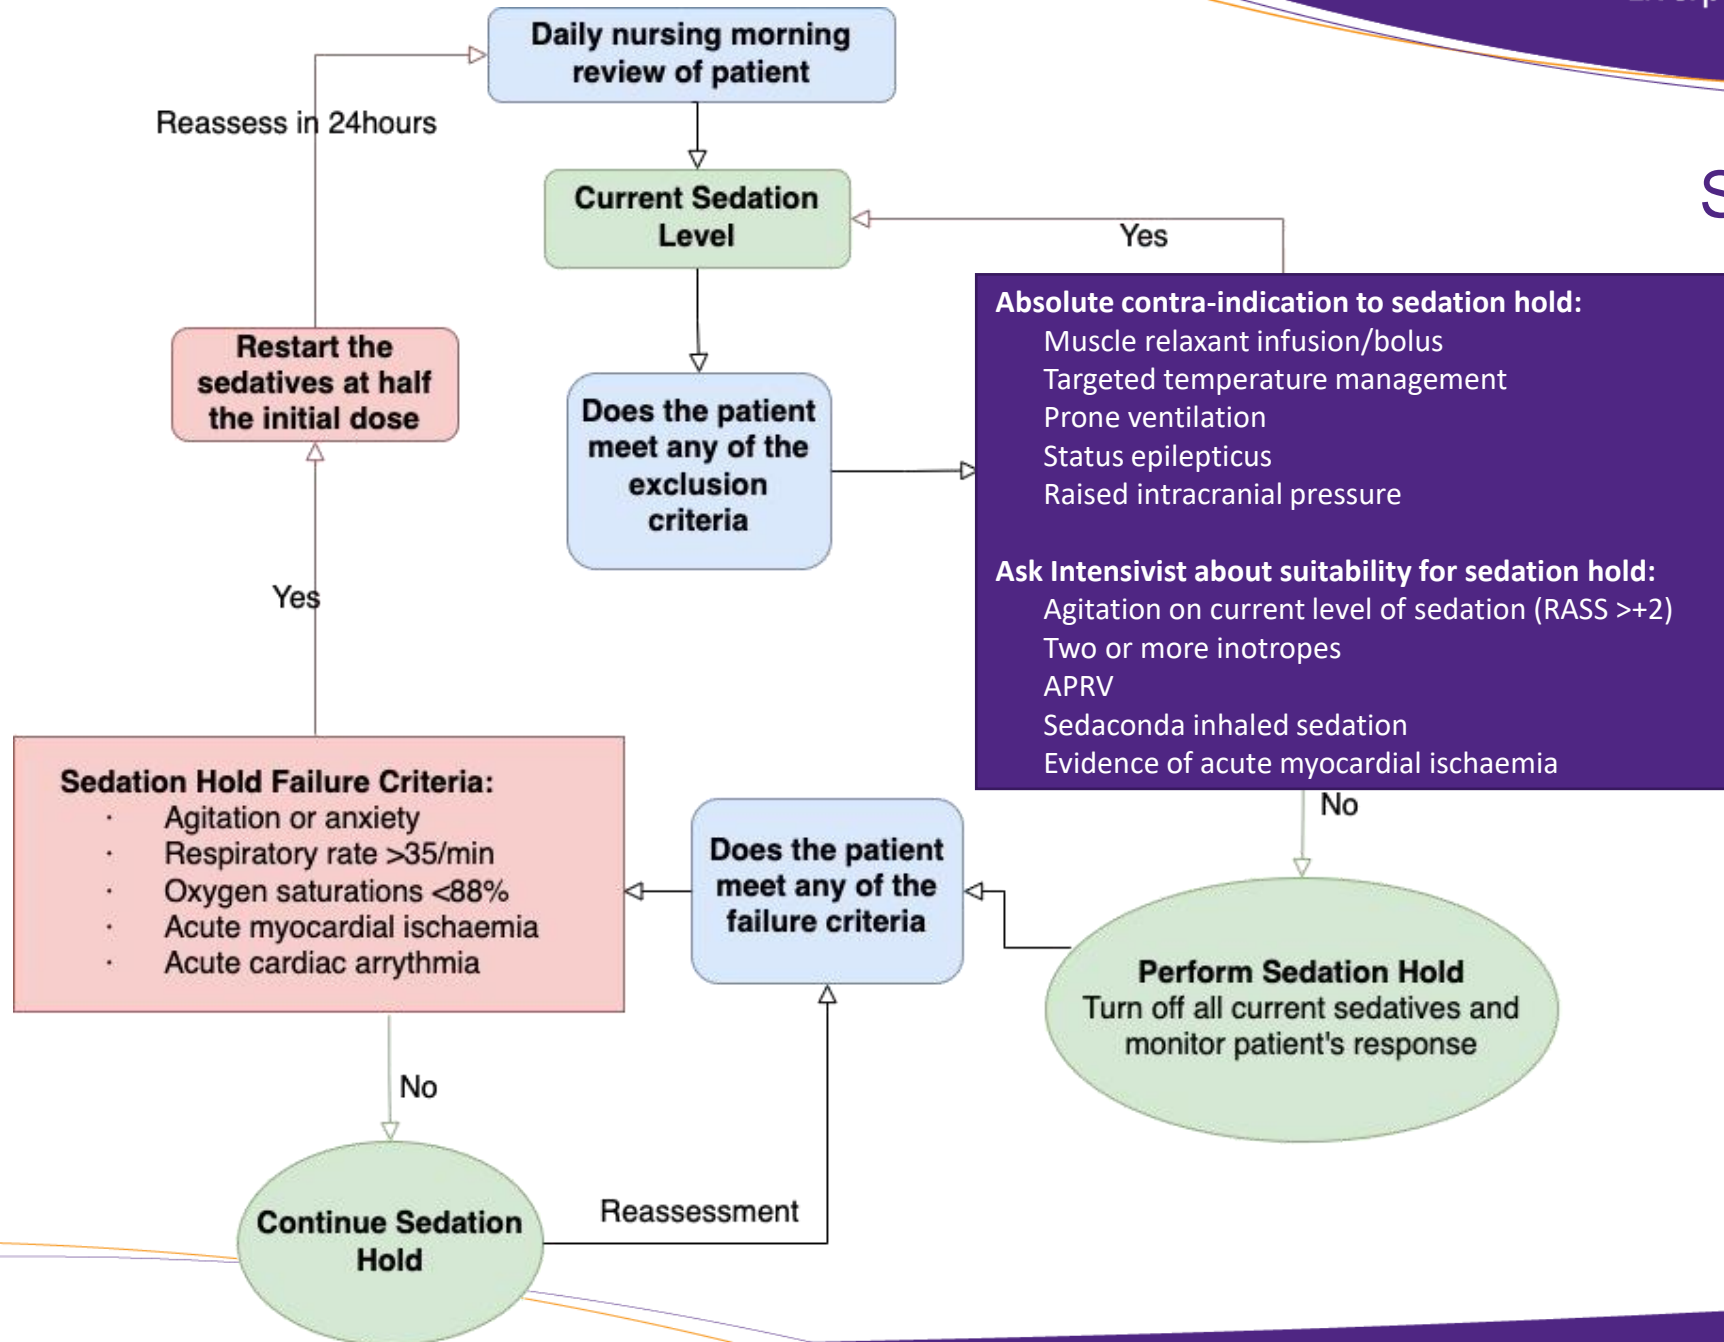 Daily nursing morning
review of patient
Reassess in 24hours
Current Sedation
Level
Yes
Absolute contra-indication to sedation hold:
Muscle relaxant infusion/bolus
Targeted temperature management
Prone ventilation
Status epilepticus
Raised intracranial pressure
Ask Intensivist about suitability for sedation hold:
Agitation on current level of sedation (RASS >+2)
Two or more inotropes
APRV
Sedaconda inhaled sedation
Evidence of acute myocardial ischaemia
Restart the
sedatives at half
the initial dose
Does the patient
meet any of the
exclusion
criteria
Yes
No
Sedation Hold Failure Criteria:
· Agitation or anxiety
· Respiratory rate >35/min
· Oxygen saturations <88%
· Acute myocardial ischaemia
· Acute cardiac arrythmia
Does the patient
meet any of the
failure criteria
Perform Sedation Hold
Turn off all current sedatives and
monitor patient's response
No
Continue Sedation
Hold
Reassessment
S